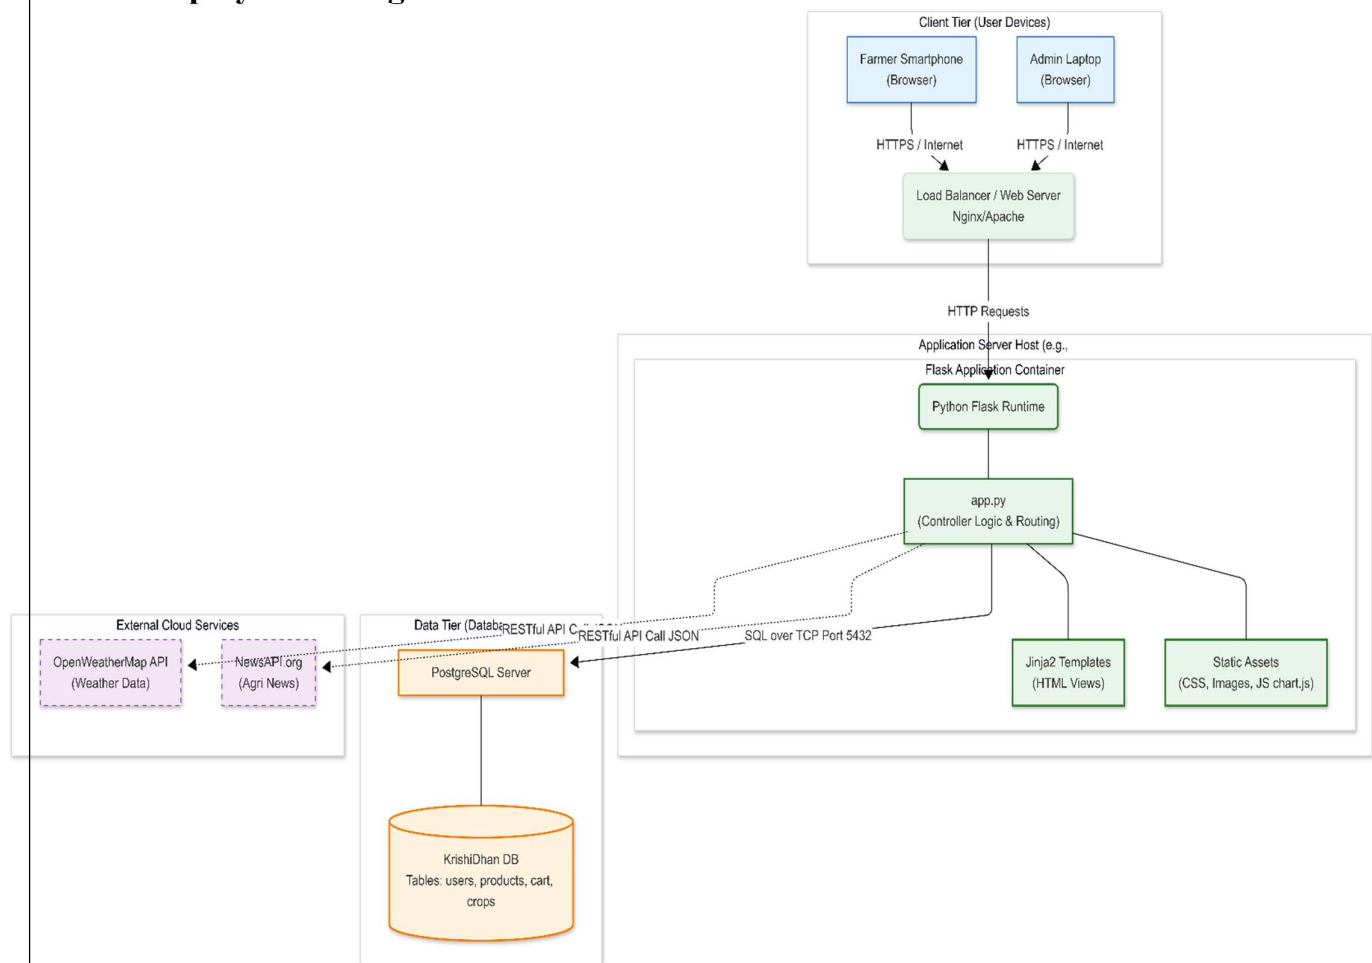 Client Tier (User Devices)
Farmer Smartphone
(Browser)
Admin Laptop
(Browser)
HTTPS / Internet
HTTPS / Internet
Load Balancer / Web Server
Nginx/Apache
HTTP Requests
Application Server Host (e.g.,
Flask Application Container
Python Flask Runtime
app.py
(Controller Logic & Routing)
External Cloud Services
OpenWeatherMap API
(Weather Data)
NewsAPI.org
(Agri News)
Data Tier
RESTful API
RESTful API Call JSON
SQL over TCP Port 5432
PostgreSQL Server
Jinja2 Templates
(HTML Views)
Static Assets
(CSS, Images, JS chart.js)
KrishiDhan DB
Tables: users, products, cart,
crops